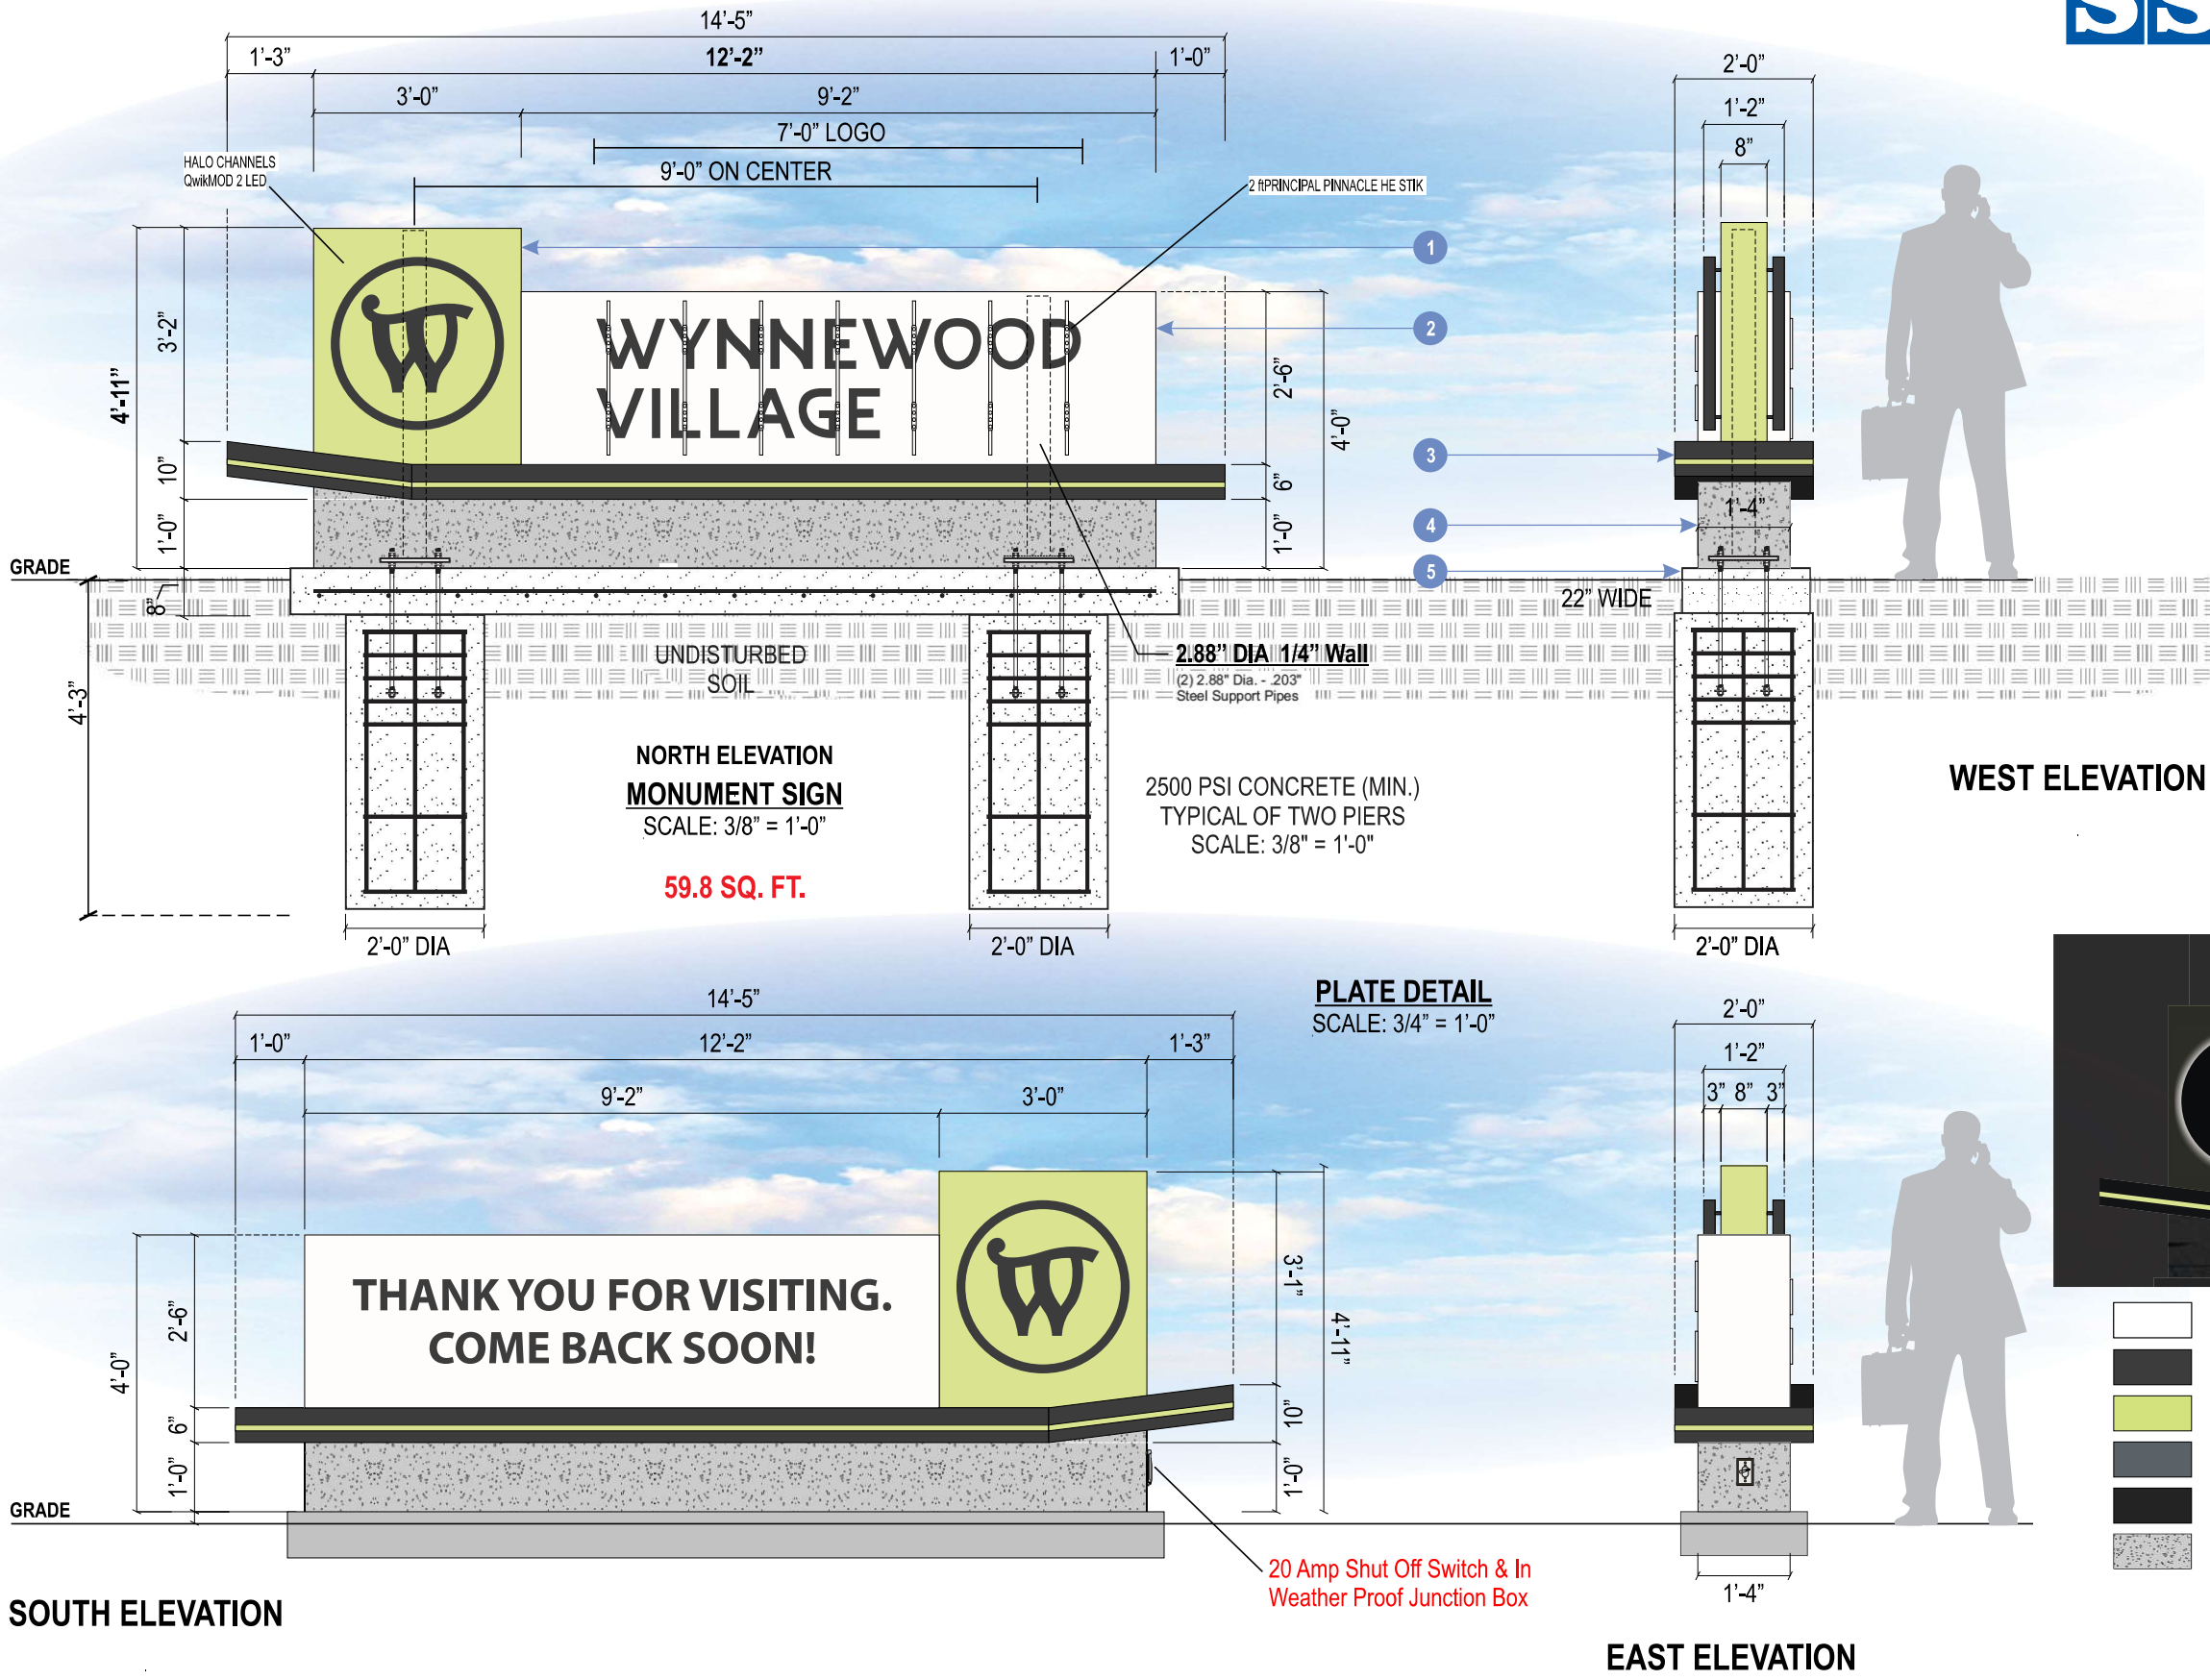 SS
14’-5”
1’-3” 12’-2” 1’-0”
3’-0” 9’-2”
7’-0” LOGO
9’-0” ON CENTER
HALO CHANNELS
QwikMOD 2 LED
2 ftPRINCIPAL PINNACLE HE STIK
W
WYNNEWOOD
VILLAGE
4’-11”
3’-2”
10”
1’-0”
2’-6”
6”
1’-0”
4’-0”
GRADE
8”
4’-3”
1
2
3
4
5
2’-0”
1’-2”
8”
1’-4”
22” WIDE
UNDISTURBED
SOIL
2.88” DIA 1/4” Wall
(2) 2.88" Dia. - .203"
Steel Support Pipes
NORTH ELEVATION
MONUMENT SIGN
SCALE: 3/8” = 1’-0”
59.8 SQ. FT.
2500 PSI CONCRETE (MIN.)
TYPICAL OF TWO PIERS
SCALE: 3/8" = 1'-0"
WEST ELEVATION
2’-0” DIA
2’-0” DIA
2’-0” DIA
PLATE DETAIL
SCALE: 3/4” = 1’-0”
14’-5”
1’-0” 12’-2” 1’-3”
9’-2” 3’-0”
THANK YOU FOR VISITING.
COME BACK SOON!
W
4’-0”
2’-6”
6”
1’-0”
3’-1”
10”
1’-0”
4’-11”
GRADE
2’-0”
1’-2”
3” 8” 3”
1’-4”
20 Amp Shut Off Switch & In
Weather Proof Junction Box
SOUTH ELEVATION
EAST ELEVATION